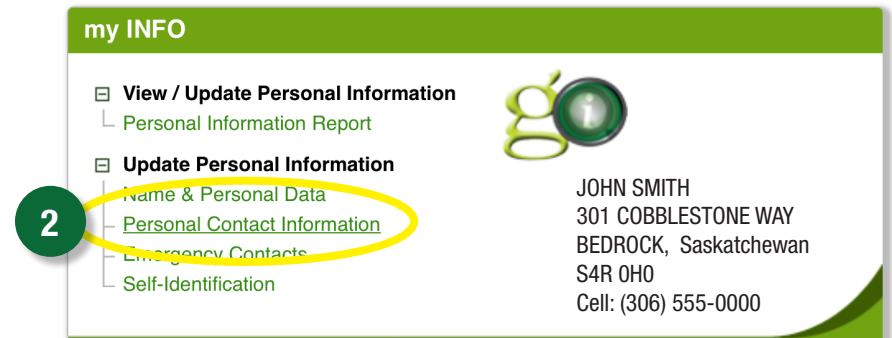 my INFO
View / Update Personal Information
Personal Information Report
Update Personal Information
Name & Personal Data
2
Personal Contact Information
Emergency Contacts
Self-Identification
go
i
JOHN SMITH
301 COBBLESTONE WAY
BEDROCK, Saskatchewan
S4R 0H0
Cell: (306) 555-0000